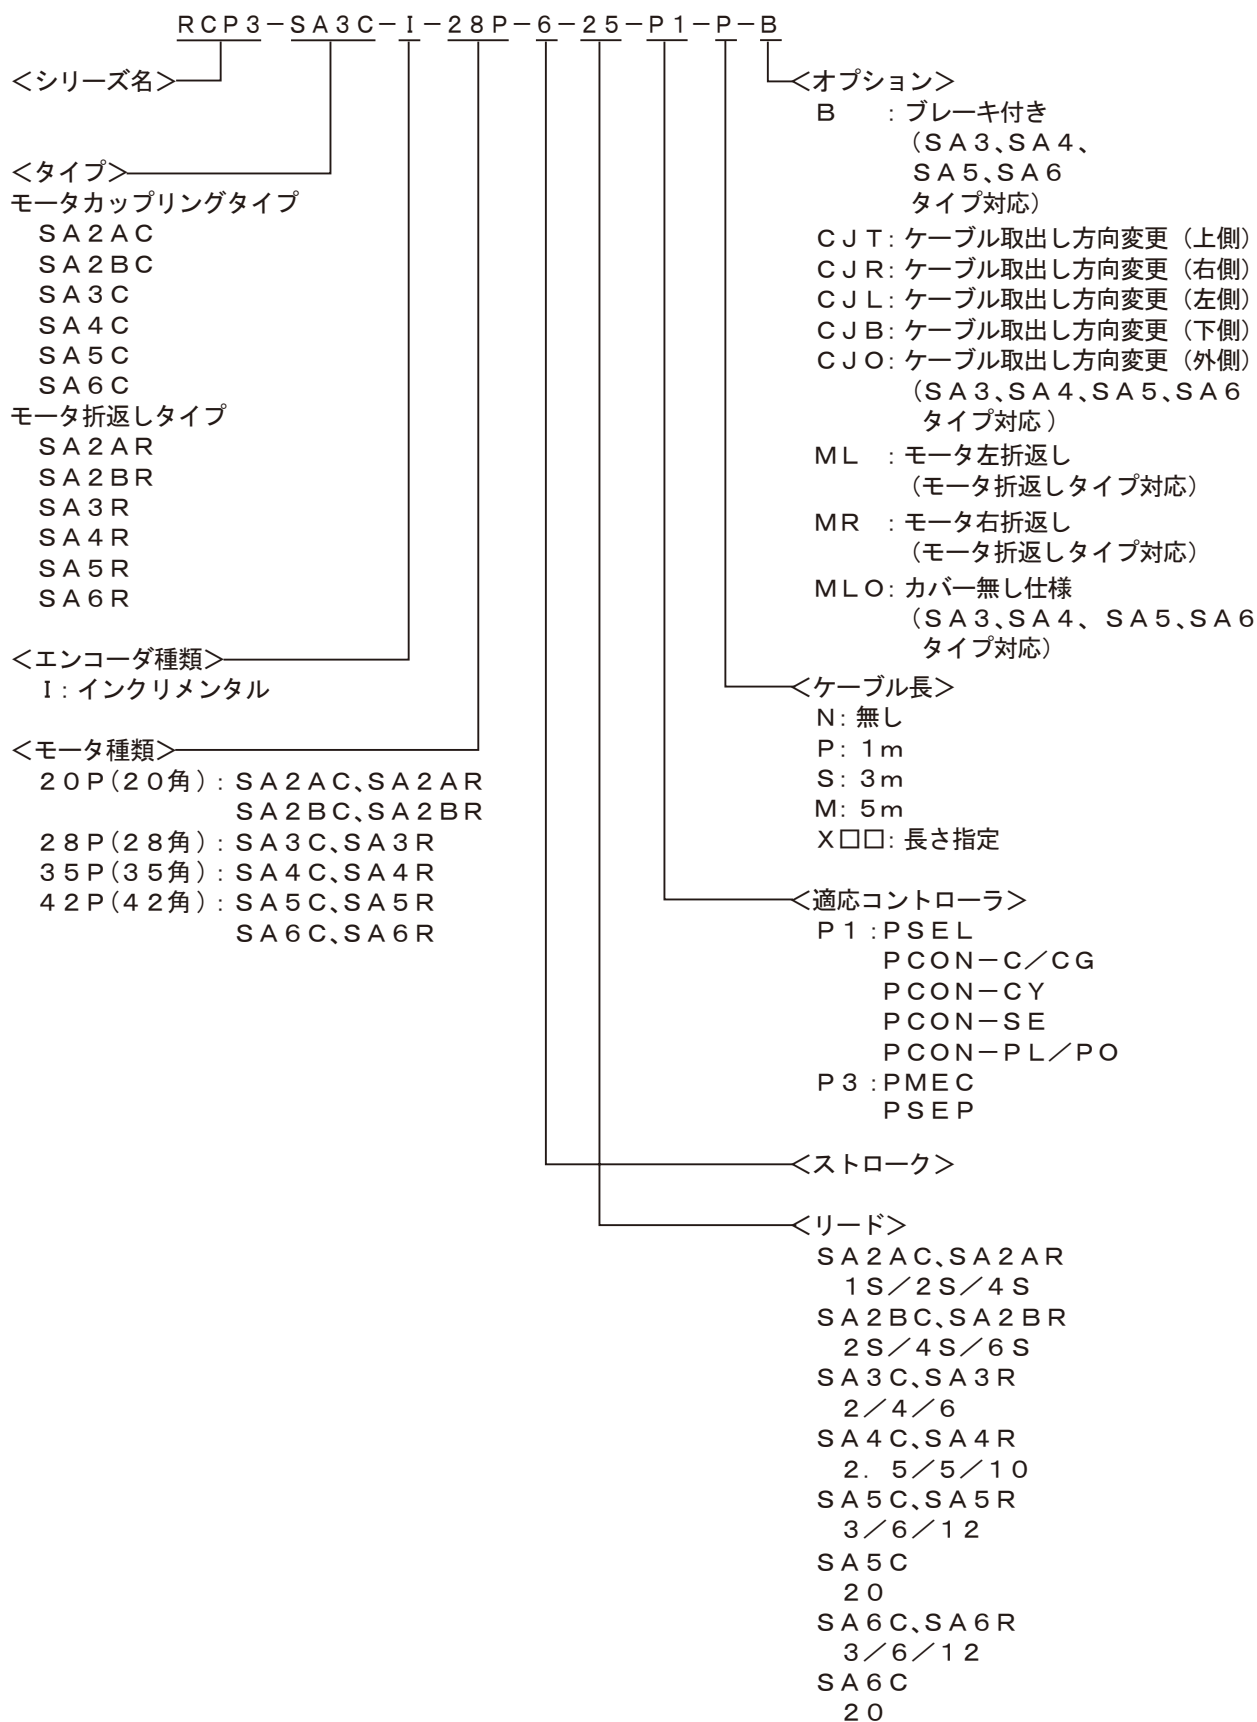 RCP3-SA3C-I-28P-6-25-P1-P-B
＜シリーズ名＞
＜タイプ＞
モータカップリングタイプ
SA2AC
SA2BC
SA3C
SA4C
SA5C
SA6C
モータ折返しタイプ
SA2AR
SA2BR
SA3R
SA4R
SA5R
SA6R
＜エンコーダ種類＞
I：インクリメンタル
＜モータ種類＞
20P(20角)：SA2AC、SA2AR
SA2BC、SA2BR
28P(28角)：SA3C、SA3R
35P(35角)：SA4C、SA4R
42P(42角)：SA5C、SA5R
SA6C、SA6R
＜オプション＞
B：ブレーキ付き
（SA3、SA4、
SA5、SA6
タイプ対応）
CJT：ケーブル取出し方向変更（上側）
CJR：ケーブル取出し方向変更（右側）
CJL：ケーブル取出し方向変更（左側）
CJB：ケーブル取出し方向変更（下側）
CJO：ケーブル取出し方向変更（外側）
（SA3、SA4、SA5、SA6
タイプ対応）
ML：モータ左折返し
（モータ折返しタイプ対応）
MR：モータ右折返し
（モータ折返しタイプ対応）
MLO：カバー無し仕様
（SA3、SA4、SA5、SA6
タイプ対応）
＜ケーブル長＞
N：無し
P：1m
S：3m
M：5m
X□□：長さ指定
＜適応コントローラ＞
P1：PSEL
PCON－C／CG
PCON－CY
PCON－SE
PCON－PL／PO
P3：PMEC
PSEP
＜ストローク＞
＜リード＞
SA2AC、SA2AR
1S／2S／4S
SA2BC、SA2BR
2S／4S／6S
SA3C、SA3R
2／4／6
SA4C、SA4R
2．5／5／10
SA5C、SA5R
3／6／12
SA5C
20
SA6C、SA6R
3／6／12
SA6C
20